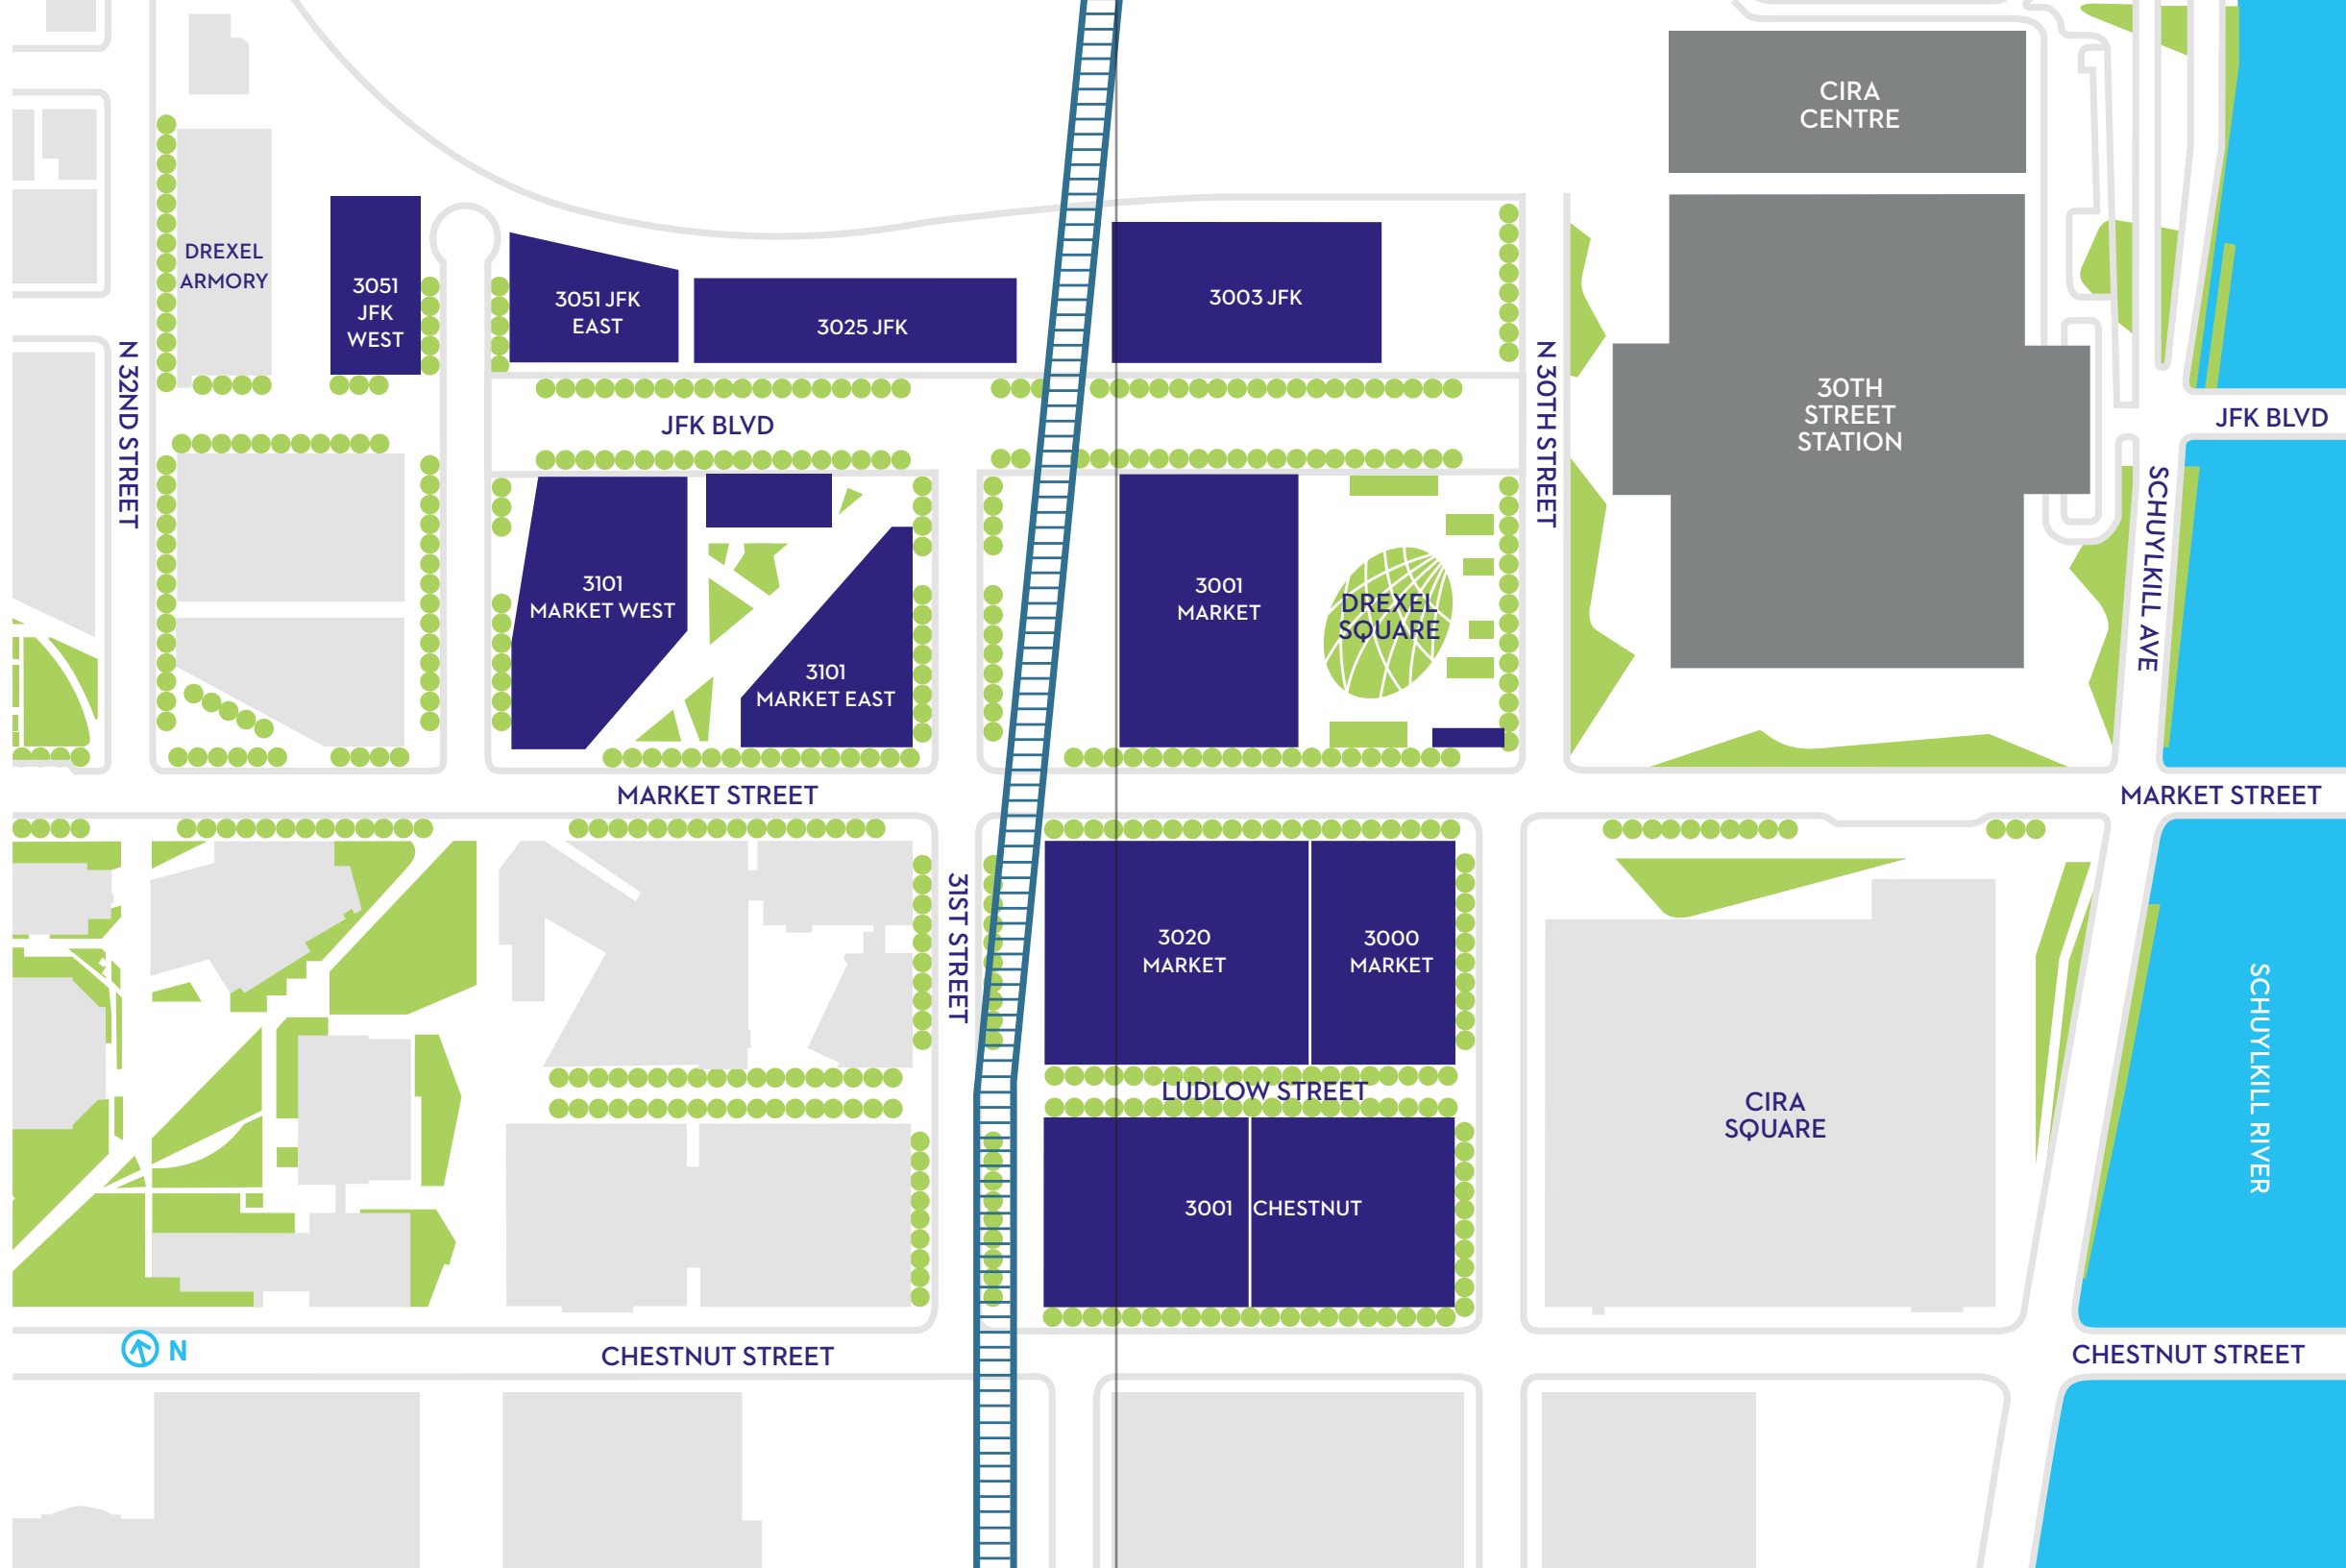 CIRA
CENTRE
DREXEL
ARMORY
3051
JFK
WEST
3051 JFK
EAST
3025 JFK
3003 JFK
N 32ND STREET
N 30TH STREET
30TH
STREET
STATION
JFK BLVD
JFK BLVD
SCHUYLKILL AVE
3101
MARKET WEST
3101
MARKET EAST
3001
MARKET
DREXEL
SQUARE
MARKET STREET
MARKET STREET
31ST STREET
3020
MARKET
3000
MARKET
LUDLOW STREET
CIRA
SQUARE
SCHUYLKILL RIVER
3001 CHESTNUT
N
CHESTNUT STREET
CHESTNUT STREET